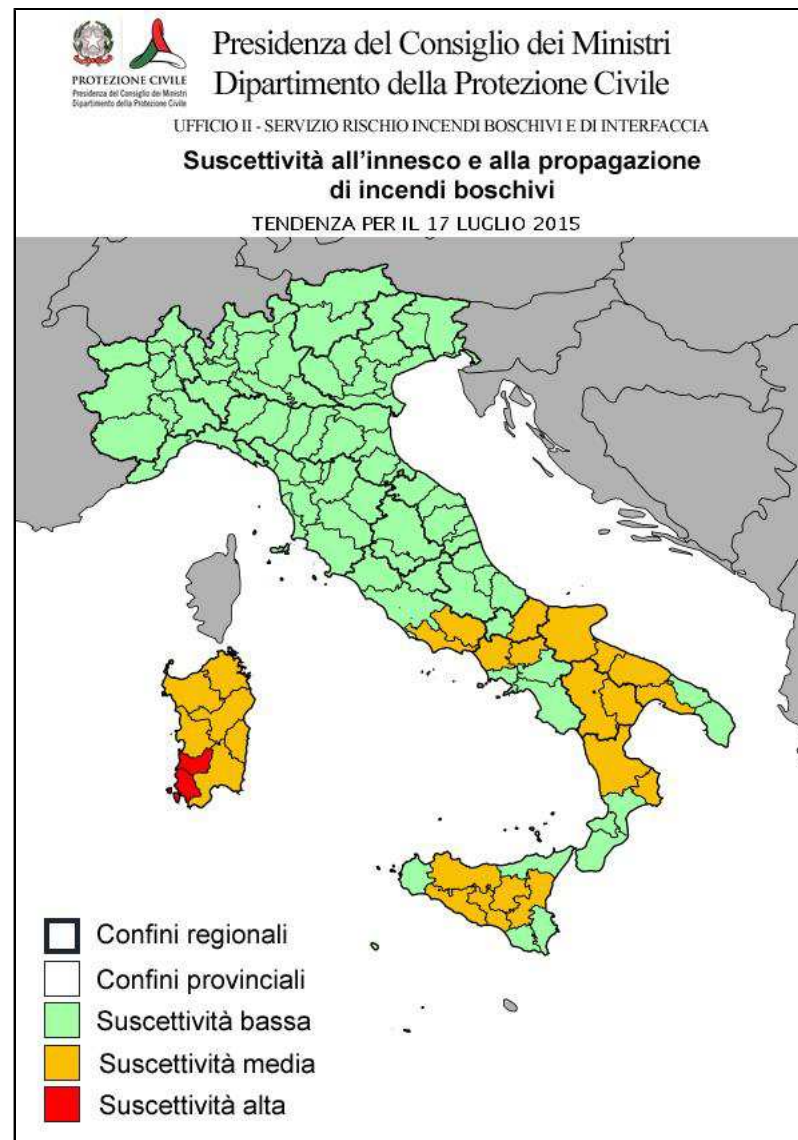 Presidenza del Consiglio dei Ministri
Dipartimento della Protezione Civile
PROTEZIONE CIVILE
Presidenza del Consiglio dei Ministri
Dipartimento della Protezione Civile
UFFICIO II - SERVIZIO RISCHIO INCENDI BOSCHIVI E DI INTERFACCIA
Suscettività all'innesco e alla propagazione
di incendi boschivi
TENDENZA PER IL 17 LUGLIO 2015
Confini regionali
Confini provinciali
Suscettività bassa
Suscettività media
Suscettività alta